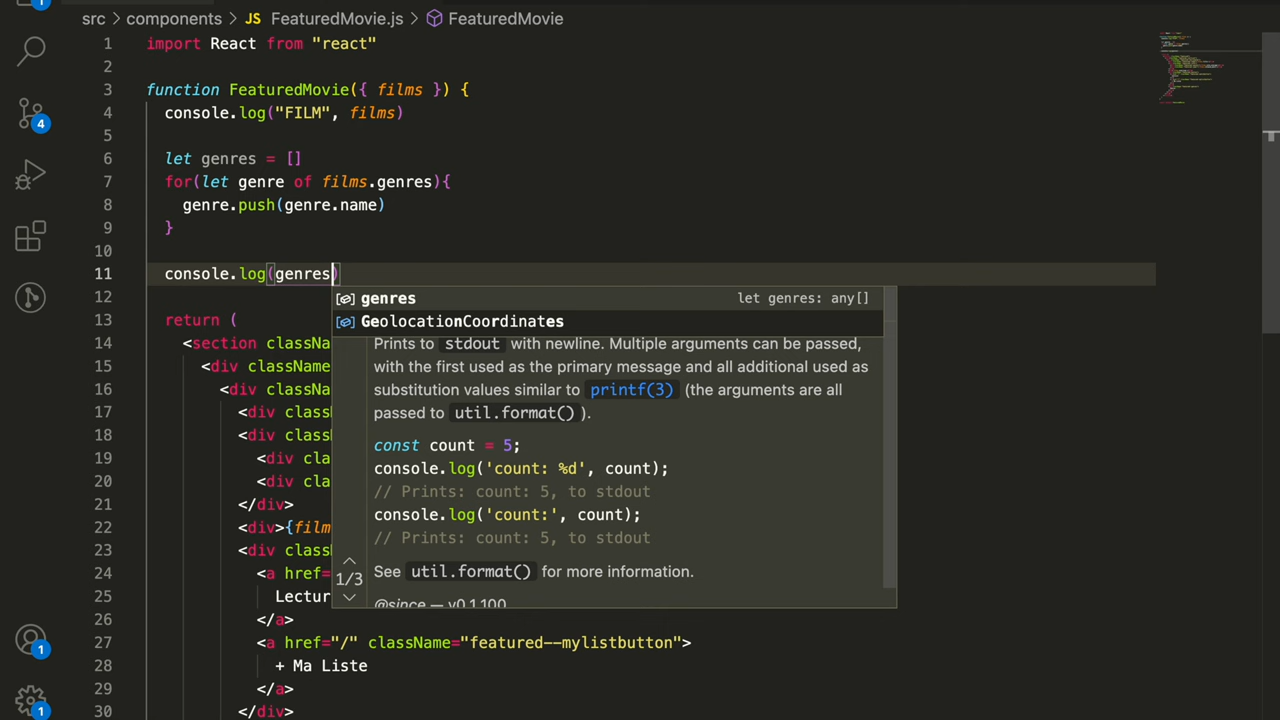 1
src > components > JS FeaturedMovie.js > FeaturedMovie
1 import React from "react"
2
3 function FeaturedMovie({ films }) {
4 console.log("FILM", films)
5
6 let genres = []
7 for(let genre of films.genres){
8 genre.push(genre.name)
9 }
10
11 console.log(genres)
12
13 return (
14 <section classNa
15 <div className
16 <div classNa
17 <div class
18 <div class
19 <div cla
20 <div cla
21 </div>
22 <div>{film
23 <div class
24 <a href=
25 Lectur
26 </a>
27 <a href="/" className="featured--mylistbutton">
28 + Ma Liste
29 </a>
30 </div>
genres let genres: any[]
GeolocationCoordinates
Prints to stdout with newline. Multiple arguments can be passed,
with the first used as the primary message and all additional used as
substitution values similar to printf(3) (the arguments are all
passed to util.format() ).
const count = 5;
console.log('count: %d', count);
// Prints: count: 5, to stdout
console.log('count:', count);
// Prints: count: 5, to stdout
See util.format() for more information.
@since — v0.1.100
1/3
4
1
1